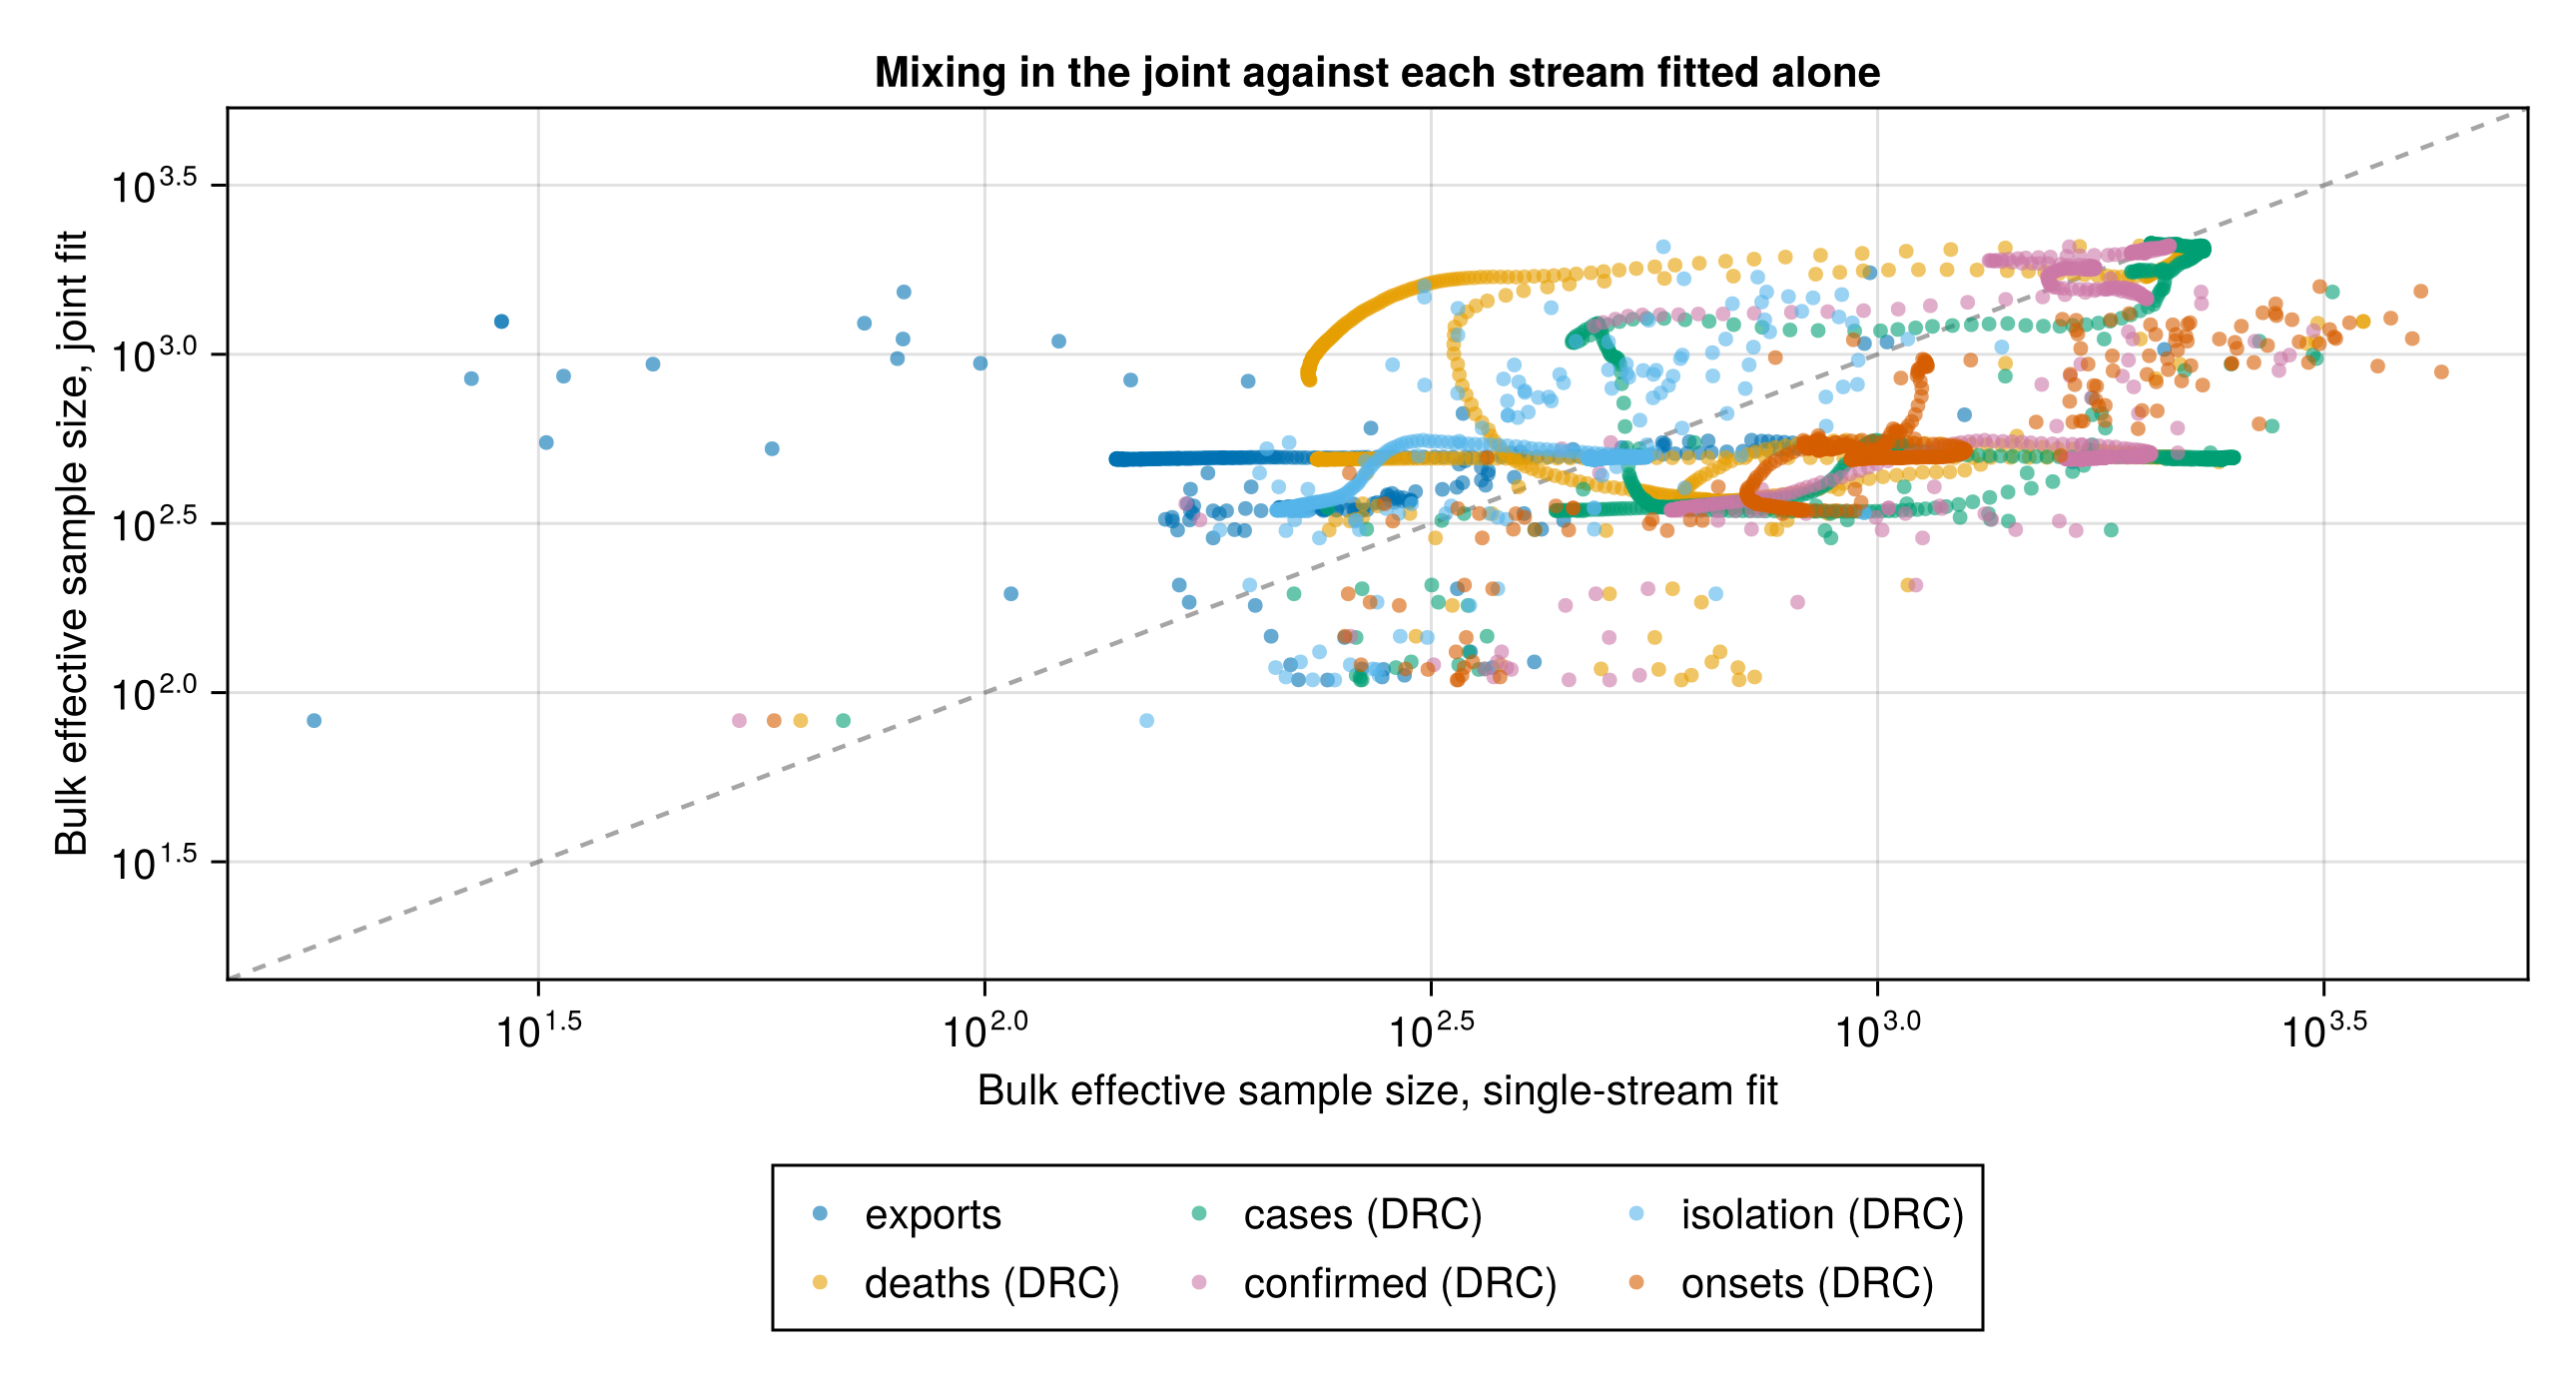 Mixing in the joint against each stream fitted alone
Bulk effective sample size, joint fit
10^3.5
10^3.0
10^2.5
10^2.0
10^1.5
10^1.5
10^2.0
10^2.5
10^3.0
10^3.5
Bulk effective sample size, single-stream fit
exports
cases (DRC)
isolation (DRC)
deaths (DRC)
confirmed (DRC)
onsets (DRC)